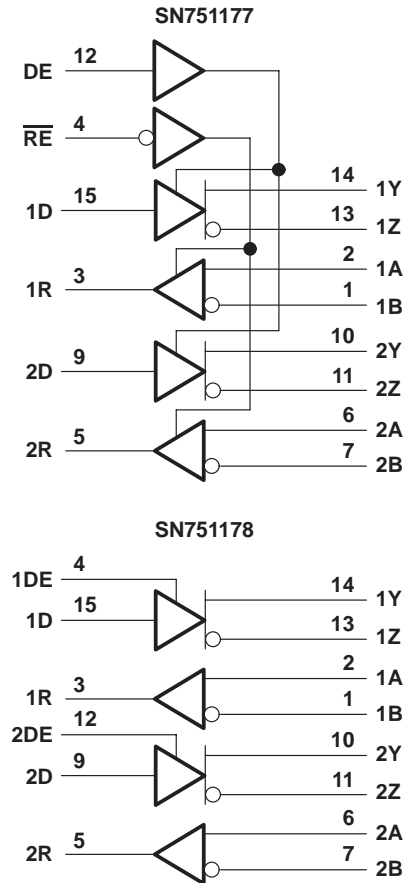 SN751177
DE 12
RE 4
1D 15
14 1Y
13 1Z
1R 3
2 1A
1 1B
2D 9
10 2Y
11 2Z
2R 5
6 2A
7 2B
SN751178
1DE 4
1D 15
14 1Y
13 1Z
1R 3
2 1A
1 1B
2DE 12
2D 9
10 2Y
11 2Z
2R 5
6 2A
7 2B